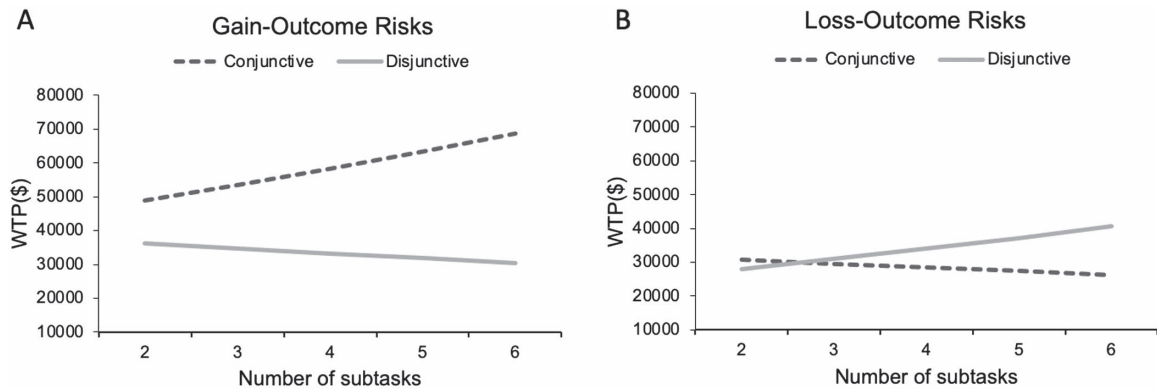 A
Gain-Outcome Risks
Conjunctive Disjunctive
80000
70000
60000
50000
40000
30000
20000
10000
WTP($)
2 3 4 5 6
Number of subtasks
B
Loss-Outcome Risks
Conjunctive Disjunctive
80000
70000
60000
50000
40000
30000
20000
10000
WTP($)
2 3 4 5 6
Number of subtasks